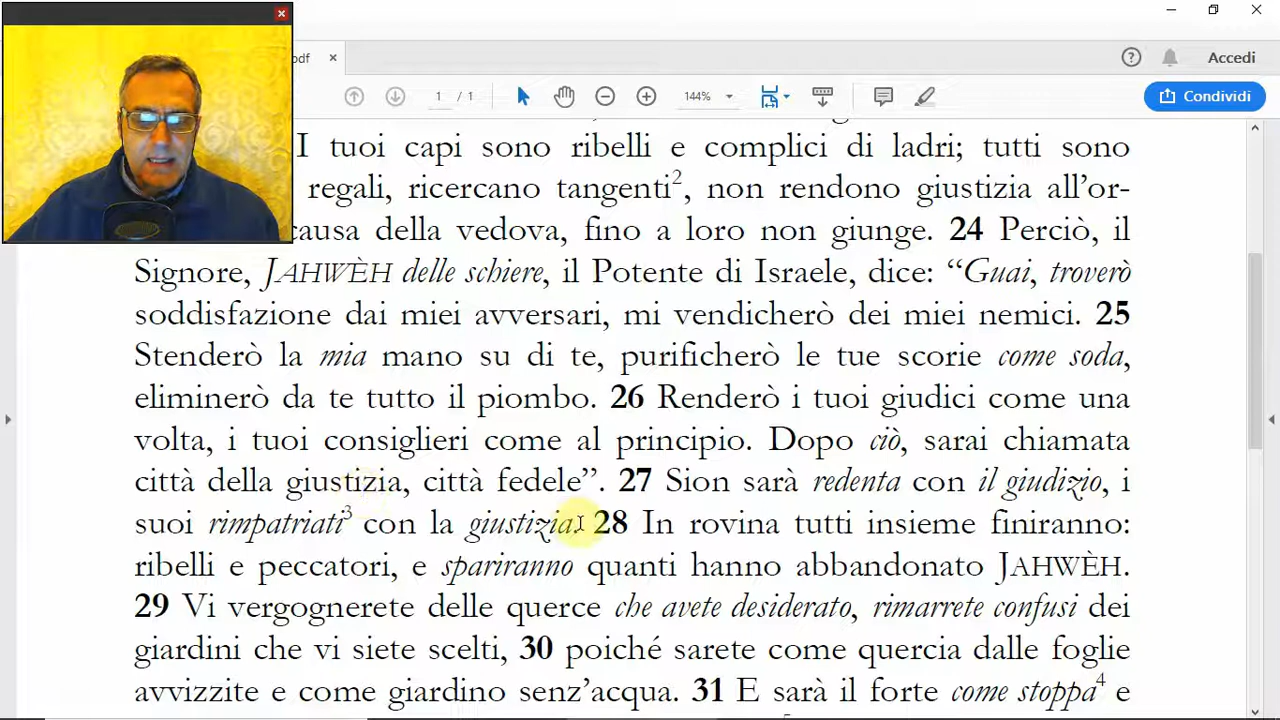 odf
Accedi
1 / 1
144%
Condividi
I tuoi capi sono ribelli e complici di ladri; tutti sono
regali, ricercano tangenti2, non rendono giustizia all’or-
causa della vedova, fino a loro non giunge. 24 Perciò, il
Signore, JAHWÈH delle schiere, il Potente di Israele, dice: “Guai, troverò
soddisfazione dai miei avversari, mi vendicherò dei miei nemici. 25
Stenderò la mia mano su di te, purificherò le tue scorie come soda,
eliminerò da te tutto il piombo. 26 Renderò i tuoi giudici come una
volta, i tuoi consiglieri come al principio. Dopo ciò, sarai chiamata
città della giustizia, città fedele”. 27 Sion sarà redenta con il giudizio, i
suoi rimpatriati3 con la giustizia. 28 In rovina tutti insieme finiranno:
ribelli e peccatori, e spariranno quanti hanno abbandonato JAHWÈH.
29 Vi vergognerete delle querce che avete desiderato, rimarrete confusi dei
giardini che vi siete scelti, 30 poiché sarete come quercia dalle foglie
avvizzite e come giardino senz’acqua. 31 E sarà il forte come stoppa4 e